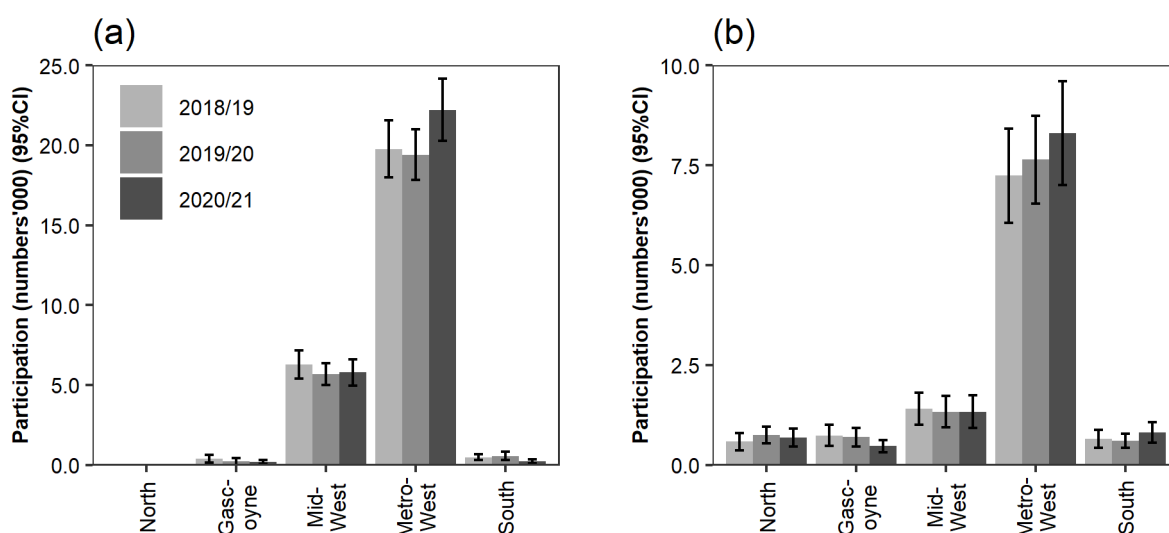 (a)
Participation (numbers'000) (95%CI)
25.0
20.0
15.0
10.0
5.0
0.0
2018/19
2019/20
2020/21
North
Gasc-
oyne
Mid-
West
Metro-
West
South
(b)
Participation (numbers'000) (95%CI)
10.0
7.5
5.0
2.5
0.0
North
Gasc-
oyne
Mid-
West
Metro-
West
South